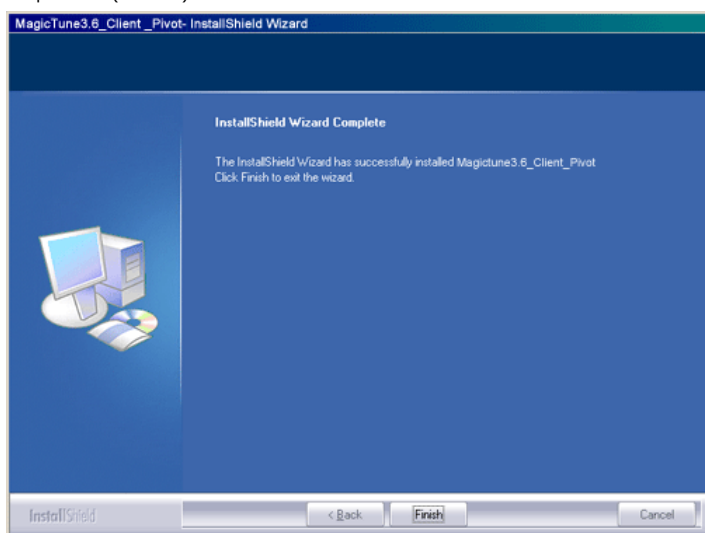 MagicTune3.6_Client _Pivot- InstallShield Wizard
InstallShield Wizard Complete
The InstallShield Wizard has successfully installed Magictune3.6_Client_Pivot
Click Finish to exit the wizard.
InstallShield
< Back
Finish
Cancel